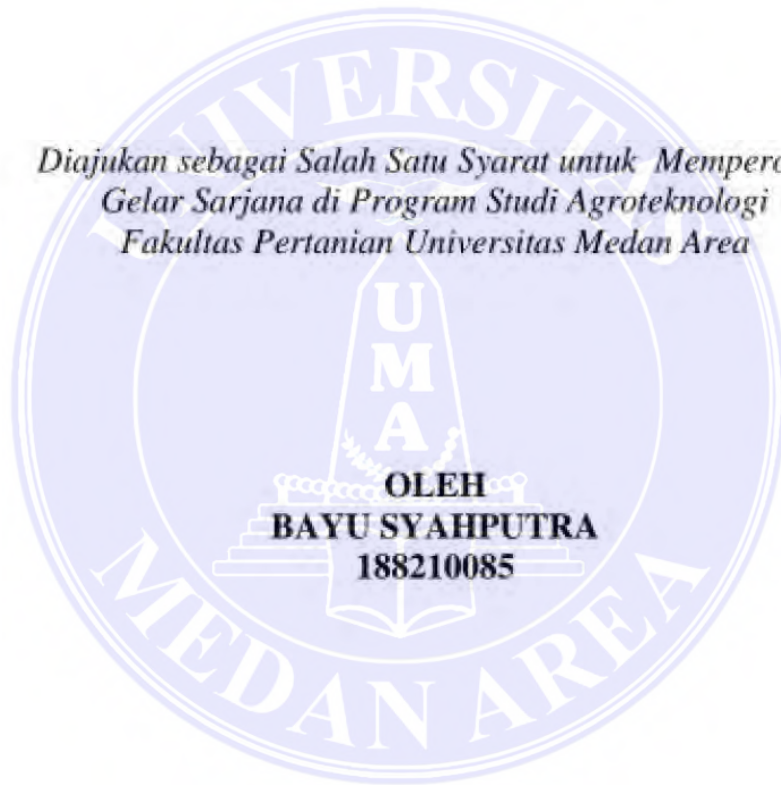 UNIVERSITAS
Diajukan sebagai Salah Satu Syarat untuk Mempero
Gelar Sarjana di Program Studi Agroteknologi
Fakultas Pertanian Universitas Medan Area
U
M
A
OLEH
BAYU SYAHPUTRA
188210085
MEDAN AREA